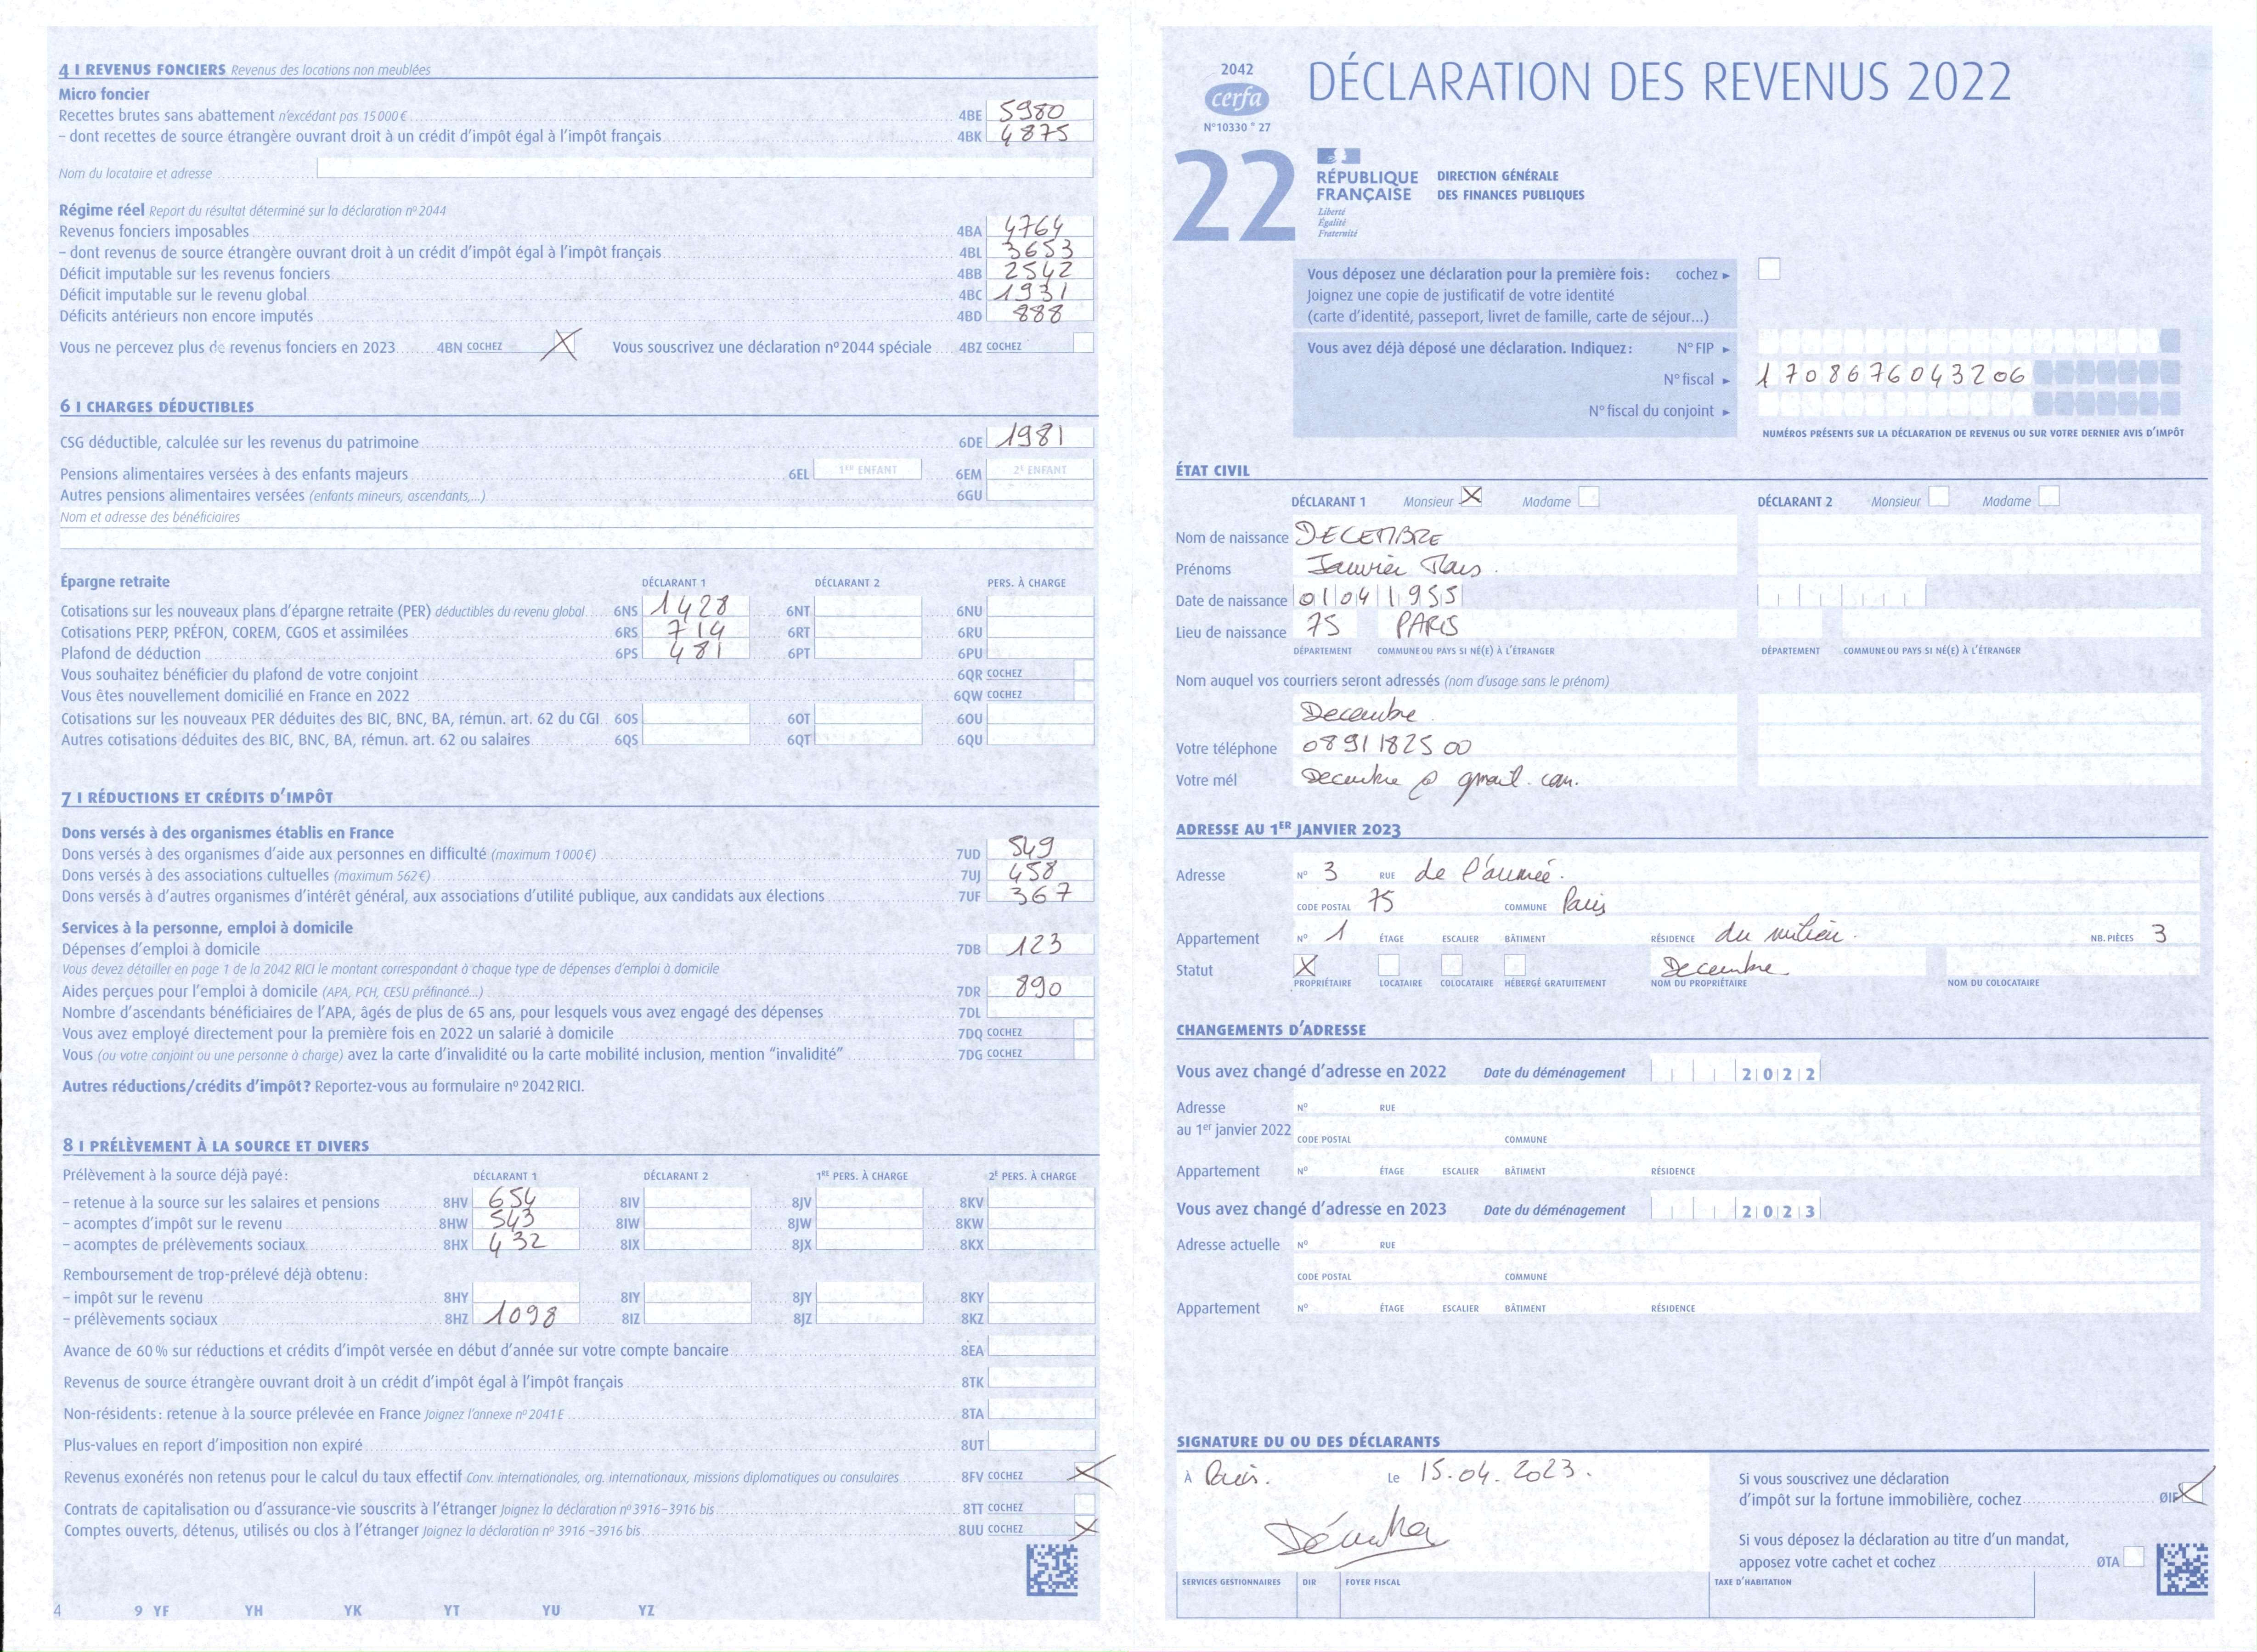 4 I REVENUS FONCIERS Revenus des locations non meublées
Micro foncier
Recettes brutes sans abattement n'excédant pas 15 000 € 4BE 5980
– dont recettes de source étrangère ouvrant droit à un crédit d'impôt égal à l'impôt français 4BK 4875
Nom du locataire et adresse
Régime réel Report du résultat déterminé sur la déclaration nº 2044
Revenus fonciers imposables 4BA 4764
– dont revenus de source étrangère ouvrant droit à un crédit d'impôt égal à l'impôt français 4BL 3653
Déficit imputable sur les revenus fonciers 4BB 2542
Déficit imputable sur le revenu global 4BC 1931
Déficits antérieurs non encore imputés 4BD 888
Vous ne percevez plus de revenus fonciers en 2023 4BN COCHEZ X Vous souscrivez une déclaration nº 2044 spéciale 4BZ COCHEZ
6 I CHARGES DÉDUCTIBLES
CSG déductible, calculée sur les revenus du patrimoine 6DE 1981
Pensions alimentaires versées à des enfants majeurs 6EL 1ER ENFANT 6EM 2E ENFANT
Autres pensions alimentaires versées (enfants mineurs, ascendants,...) 6GU
Nom et adresse des bénéficiaires
Épargne retraite DÉCLARANT 1 DÉCLARANT 2 PERS. À CHARGE
Cotisations sur les nouveaux plans d'épargne retraite (PER) déductibles du revenu global 6NS 1428 6NT 6NU
Cotisations PERP, PRÉFON, COREM, CGOS et assimilées 6RS 714 6RT 6RU
Plafond de déduction 6PS 481 6PT 6PU
Vous souhaitez bénéficier du plafond de votre conjoint 6QR COCHEZ
Vous êtes nouvellement domicilié en France en 2022 6QW COCHEZ
Cotisations sur les nouveaux PER déduites des BIC, BNC, BA, rémun. art. 62 du CGI 6OS 6OT 6OU
Autres cotisations déduites des BIC, BNC, BA, rémun. art. 62 ou salaires 6QS 6QT 6QU
7 I RÉDUCTIONS ET CRÉDITS D'IMPÔT
Dons versés à des organismes établis en France
Dons versés à des organismes d'aide aux personnes en difficulté (maximum 1 000 €) 7UD 549
Dons versés à des associations cultuelles (maximum 562 €) 7UJ 458
Dons versés à d'autres organismes d'intérêt général, aux associations d'utilité publique, aux candidats aux élections 7UF 367
Services à la personne, emploi à domicile
Dépenses d'emploi à domicile 7DB 123
Vous devez détailler en page 1 de la 2042 RICI le montant correspondant à chaque type de dépenses d'emploi à domicile
Aides perçues pour l'emploi à domicile (APA, PCH, CESU préfinancé...) 7DR 890
Nombre d'ascendants bénéficiaires de l'APA, âgés de plus de 65 ans, pour lesquels vous avez engagé des dépenses 7DL
Vous avez employé directement pour la première fois en 2022 un salarié à domicile 7DQ COCHEZ
Vous (ou votre conjoint ou une personne à charge) avez la carte d'invalidité ou la carte mobilité inclusion, mention "invalidité" 7DG COCHEZ
Autres réductions/crédits d'impôt ? Reportez-vous au formulaire nº 2042 RICI.
8 I PRÉLÈVEMENT À LA SOURCE ET DIVERS
Prélèvement à la source déjà payé : DÉCLARANT 1 DÉCLARANT 2 1RE PERS. À CHARGE 2E PERS. À CHARGE
– retenue à la source sur les salaires et pensions 8HV 654 8IV 8JV 8KV
– acomptes d'impôt sur le revenu 8HW 543 8IW 8JW 8KW
– acomptes de prélèvements sociaux 8HX 432 8IX 8JX 8KX
Remboursement de trop-prélevé déjà obtenu :
– impôt sur le revenu 8HY 8IY 8JY 8KY
– prélèvements sociaux 8HZ 1098 8IZ 8JZ 8KZ
Avance de 60 % sur réductions et crédits d'impôt versée en début d'année sur votre compte bancaire 8EA
Revenus de source étrangère ouvrant droit à un crédit d'impôt égal à l'impôt français 8TK
Non-résidents : retenue à la source prélevée en France Joignez l'annexe nº 2041 E 8TA
Plus-values en report d'imposition non expiré 8UT
Revenus exonérés non retenus pour le calcul du taux effectif Conv. internationales, org. internationaux, missions diplomatiques ou consulaires 8FV COCHEZ X
Contrats de capitalisation ou d'assurance-vie souscrits à l'étranger Joignez la déclaration nº 3916–3916 bis 8TT COCHEZ
Comptes ouverts, détenus, utilisés ou clos à l'étranger Joignez la déclaration nº 3916 –3916 bis 8UU COCHEZ X
4 9 YF YH YK YT YU YZ
2042
cerfa
N° 10330 * 27
DÉCLARATION DES REVENUS 2022
22
RÉPUBLIQUE FRANÇAISE
Liberté
Égalité
Fraternité
DIRECTION GÉNÉRALE
DES FINANCES PUBLIQUES
Vous déposez une déclaration pour la première fois : cochez ►
Joignez une copie de justificatif de votre identité
(carte d'identité, passeport, livret de famille, carte de séjour...)
Vous avez déjà déposé une déclaration. Indiquez : N° FIP ►
N° fiscal ► 1708676043206
N° fiscal du conjoint ►
NUMÉROS PRÉSENTS SUR LA DÉCLARATION DE REVENUS OU SUR VOTRE DERNIER AVIS D'IMPÔT
ÉTAT CIVIL
DÉCLARANT 1 Monsieur X Madame DÉCLARANT 2 Monsieur Madame
Nom de naissance DECEMBRE
Prénoms Janvier Mars.
Date de naissance 01041955
Lieu de naissance 75 PARIS
DÉPARTEMENT COMMUNE OU PAYS SI NÉ(E) À L'ÉTRANGER DÉPARTEMENT COMMUNE OU PAYS SI NÉ(E) À L'ÉTRANGER
Nom auquel vos courriers seront adressés (nom d'usage sans le prénom)
Decembre.
Votre téléphone 0891182500
Votre mél Decembre @ gmail.com.
ADRESSE AU 1ER JANVIER 2023
Adresse N° 3 RUE de l'année.
CODE POSTAL 75 COMMUNE Paris
Appartement N° 1 ÉTAGE ESCALIER BÂTIMENT RÉSIDENCE du milieu. NB. PIÈCES 3
Statut X Decembre
PROPRIÉTAIRE LOCATAIRE COLOCATAIRE HÉBERGÉ GRATUITEMENT NOM DU PROPRIÉTAIRE NOM DU COLOCATAIRE
CHANGEMENTS D'ADRESSE
Vous avez changé d'adresse en 2022 Date du déménagement 2022
Adresse N° RUE
au 1er janvier 2022 CODE POSTAL COMMUNE
Appartement N° ÉTAGE ESCALIER BÂTIMENT RÉSIDENCE
Vous avez changé d'adresse en 2023 Date du déménagement 2023
Adresse actuelle N° RUE
CODE POSTAL COMMUNE
Appartement N° ÉTAGE ESCALIER BÂTIMENT RÉSIDENCE
SIGNATURE DU OU DES DÉCLARANTS
À Paris. Le 15.04.2023.
Si vous souscrivez une déclaration
d'impôt sur la fortune immobilière, cochez ØIF X
Si vous déposez la déclaration au titre d'un mandat,
apposez votre cachet et cochez ØTA
SERVICES GESTIONNAIRES DIR FOYER FISCAL TAXE D'HABITATION